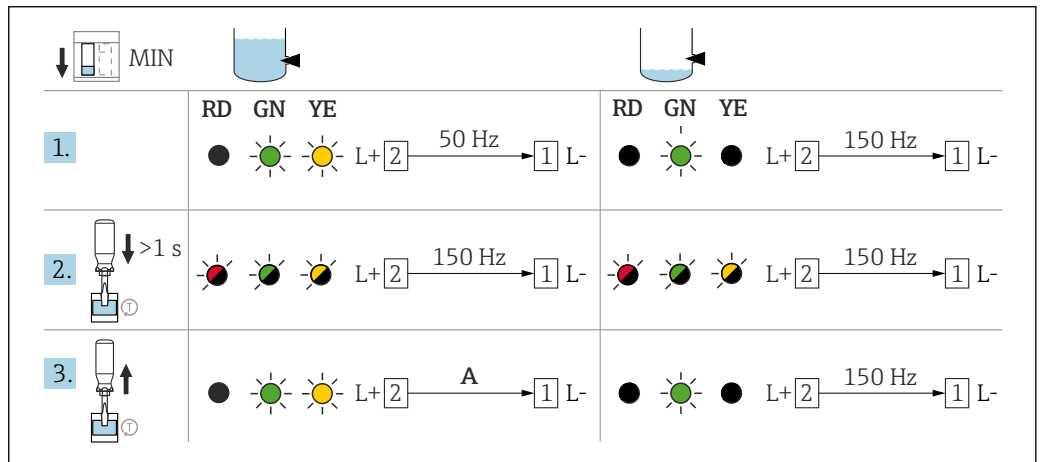 MIN
RD GN YE RD GN YE
1. L+ 2 50 Hz 1 L- L+ 2 150 Hz 1 L-
>1 s
2. T L+ 2 150 Hz 1 L- L+ 2 150 Hz 1 L-
3. T L+ 2 A 1 L- L+ 2 150 Hz 1 L-